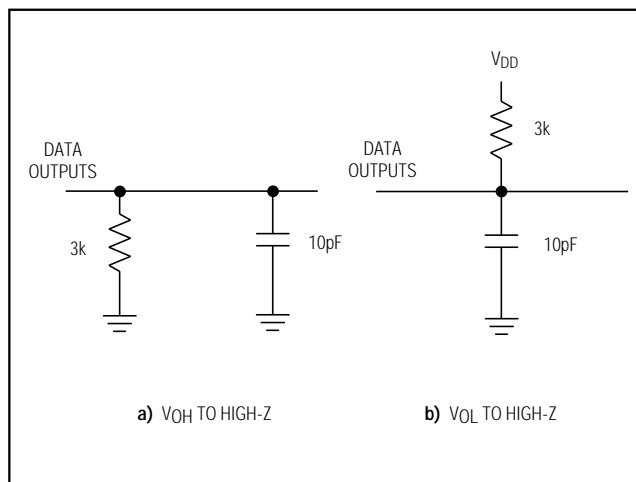 DATA
OUTPUTS
3k
10pF
a) VOH TO HIGH-Z
VDD
3k
DATA
OUTPUTS
10pF
b) VOL TO HIGH-Z